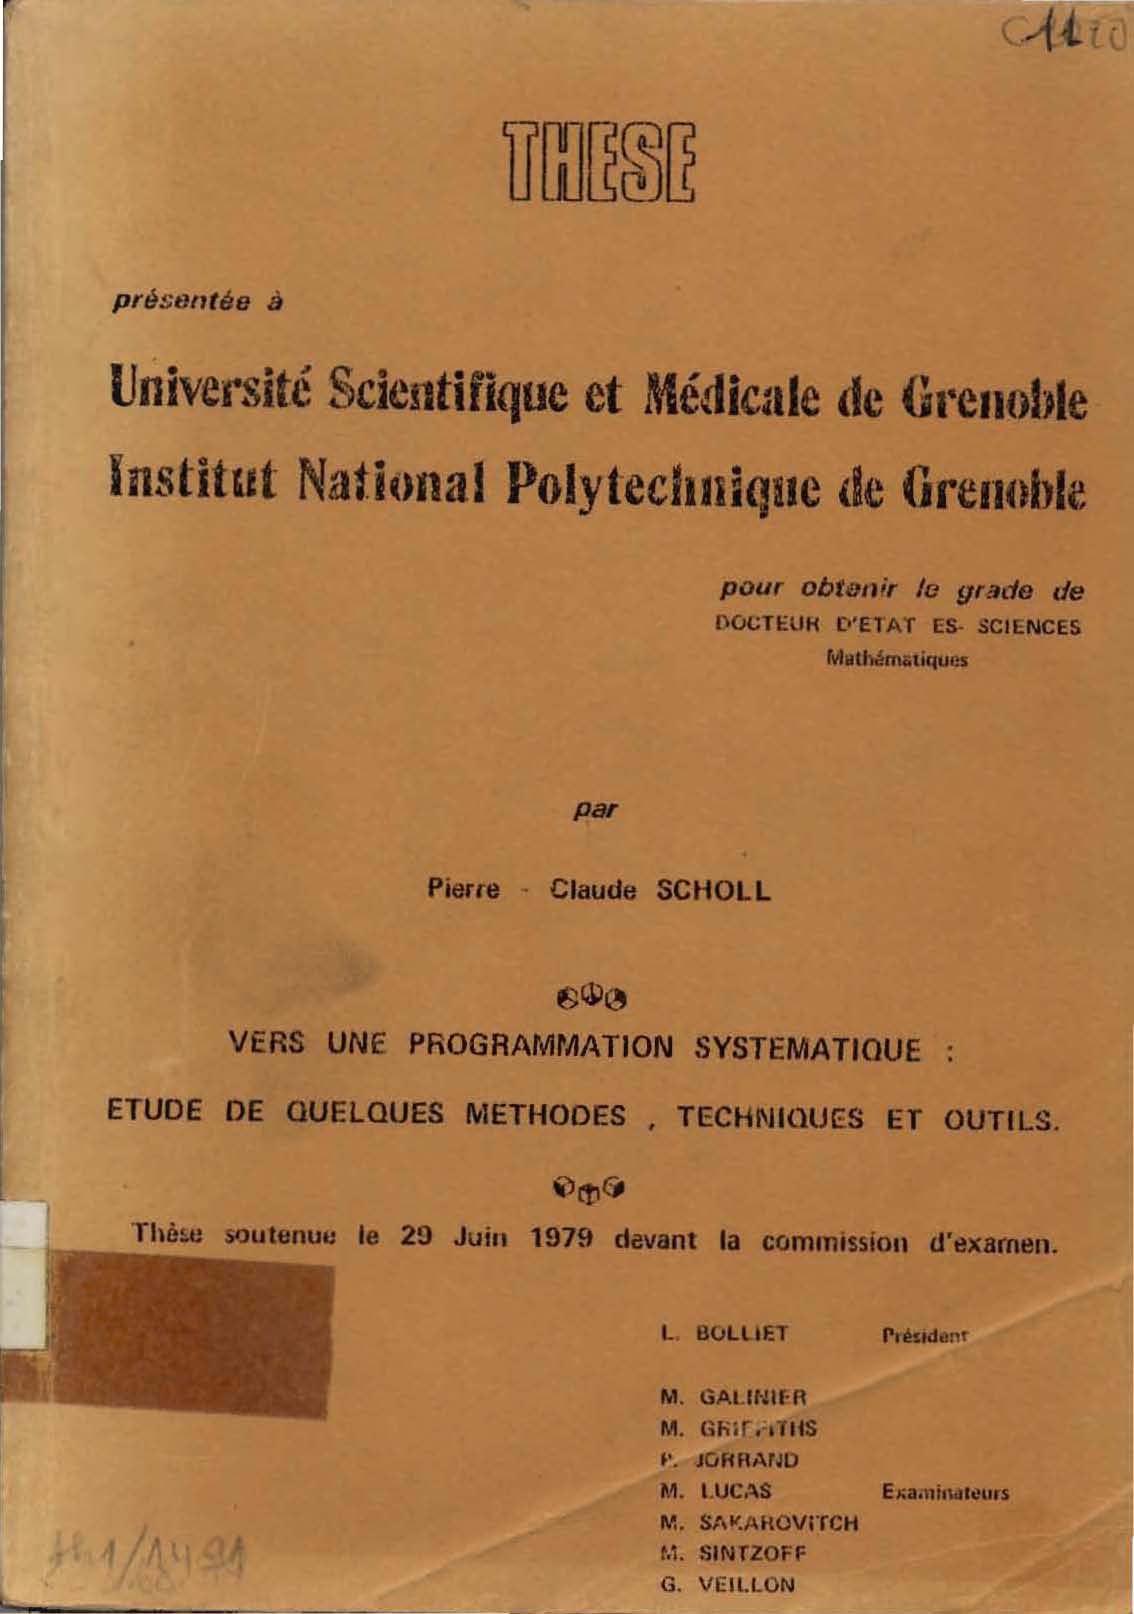 THESE
présentée à
Université Scientifique et Médicale de Grenoble
Institut National Polytechnique de Grenoble
pour obtenir le grade de
DOCTEUR D'ETAT ES- SCIENCES
Mathématiques
par
Pierre - Claude SCHOLL
VERS UNE PROGRAMMATION SYSTEMATIQUE :
ETUDE DE QUELQUES METHODES , TECHNIQUES ET OUTILS.
Thèse soutenue le 29 Juin 1979 devant la commission d'examen.
L. BOLLIET Président
M. GALINIER
M. GRIFFITHS
P. JORRAND
M. LUCAS Examinateurs
M. SAKAROVITCH
M. SINTZOFF
G. VEILLON